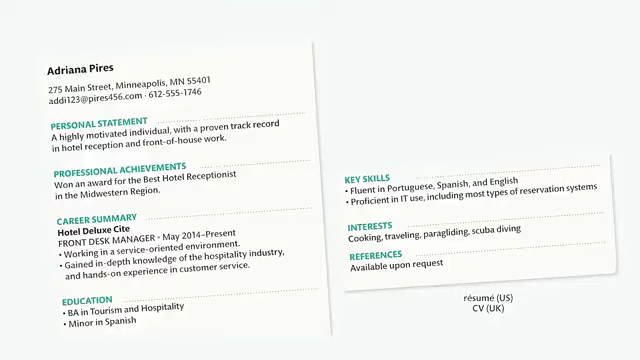 Adriana Pires
275 Main Street, Minneapolis, MN 55401
addi123@pires456.com · 612-555-1746
PERSONAL STATEMENT
A highly motivated individual, with a proven track record
in hotel reception and front-of-house work.
PROFESSIONAL ACHIEVEMENTS
Won an award for the Best Hotel Receptionist
in the Midwestern Region.
CAREER SUMMARY
Hotel Deluxe Cite
FRONT DESK MANAGER - May 2014–Present
• Working in a service-oriented environment.
• Gained in-depth knowledge of the hospitality industry,
and hands-on experience in customer service.
EDUCATION
• BA in Tourism and Hospitality
• Minor in Spanish
KEY SKILLS
• Fluent in Portuguese, Spanish, and English
• Proficient in IT use, including most types of reservation systems
INTERESTS
Cooking, traveling, paragliding, scuba diving
REFERENCES
Available upon request
résumé (US)
CV (UK)